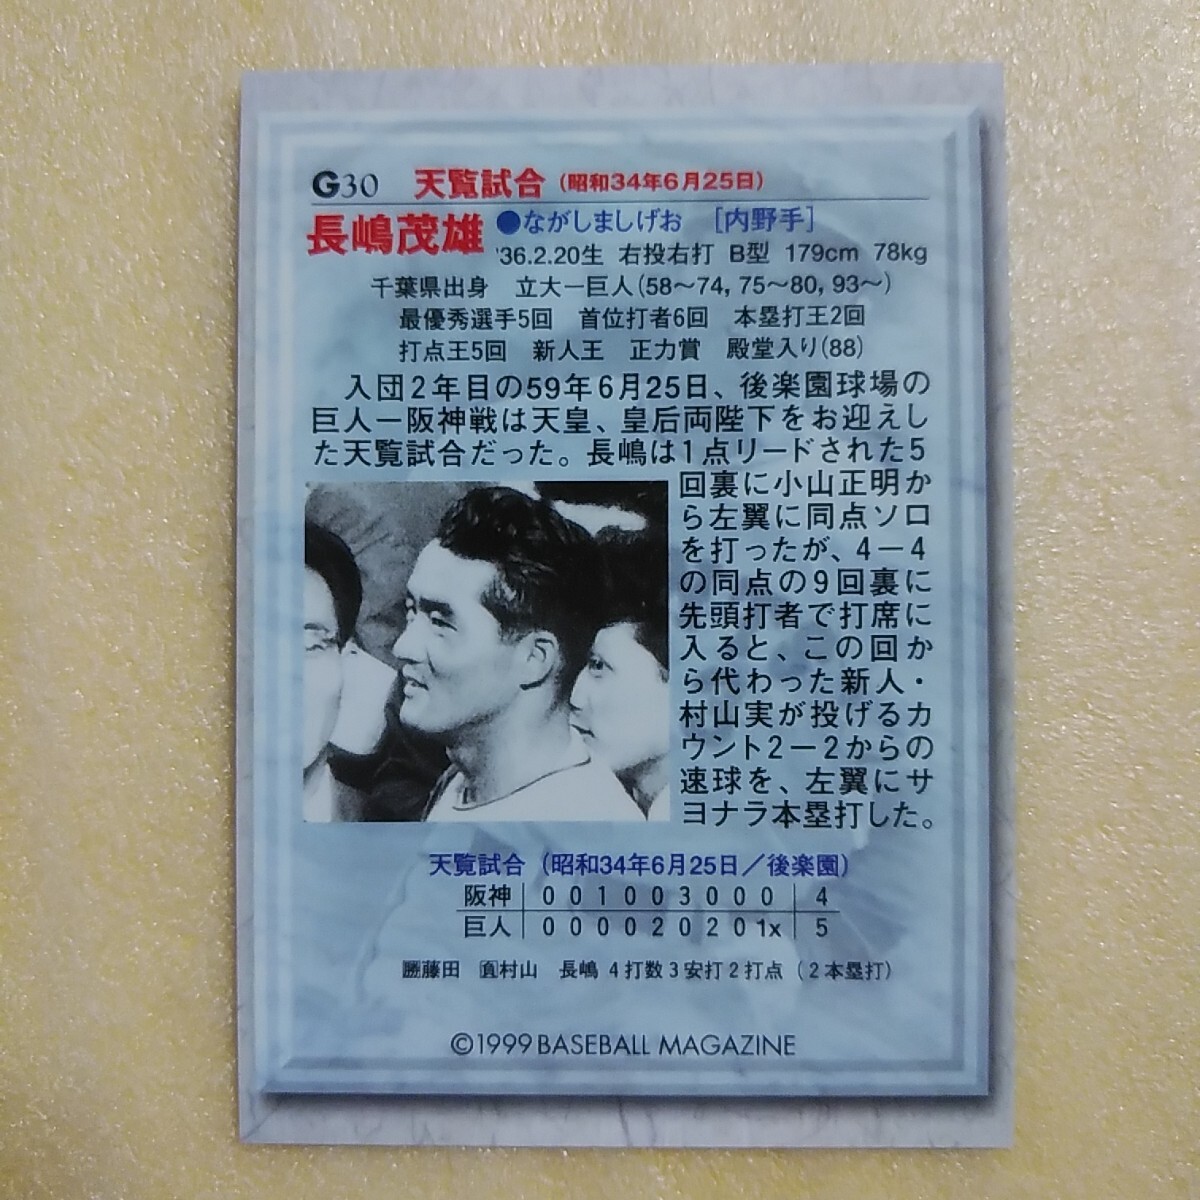 G30 天覧試合（昭和34年6月25日）
長嶋茂雄 ●ながしましげお ［内野手］
'36.2.20生 右投右打 B型 179cm 78kg
千葉県出身 立大ー巨人(58〜74, 75〜80, 93〜)
最優秀選手5回 首位打者6回 本塁打王2回
打点王5回 新人王 正力賞 殿堂入り(88)
入団2年目の59年6月25日、後楽園球場の
巨人ー阪神戦は天皇、皇后両陛下をお迎えし
た天覧試合だった。長嶋は1点リードされた5
回裏に小山正明か
ら左翼に同点ソロ
を打ったが、4ー4
の同点の9回裏に
先頭打者で打席に
入ると、この回か
ら代わった新人・
村山実が投げるカ
ウント2ー2からの
速球を、左翼にサ
ヨナラ本塁打した。
天覧試合（昭和34年6月25日／後楽園）
阪神 0 0 1 0 0 3 0 0 0 4
巨人 0 0 0 0 2 0 2 0 1x 5
勝藤田 負村山 長嶋 4打数3安打2打点（2本塁打）
©1999 BASEBALL MAGAZINE